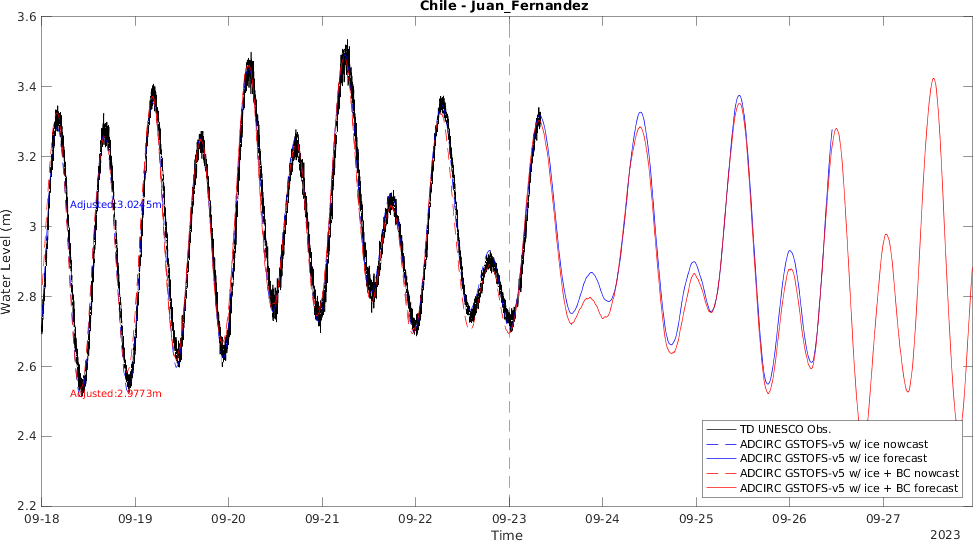 Chile - Juan_Fernandez
3.6
3.4
3.2
3
2.8
2.6
2.4
2.2
Water Level (m)
Adjusted:3.0245m
Adjusted:2.9773m
TD UNESCO Obs.
ADCIRC GSTOFS-v5 w/ ice nowcast
ADCIRC GSTOFS-v5 w/ ice forecast
ADCIRC GSTOFS-v5 w/ ice + BC nowcast
ADCIRC GSTOFS-v5 w/ ice + BC forecast
09-18 09-19 09-20 09-21 09-22 09-23 09-24 09-25 09-26 09-27
Time
2023